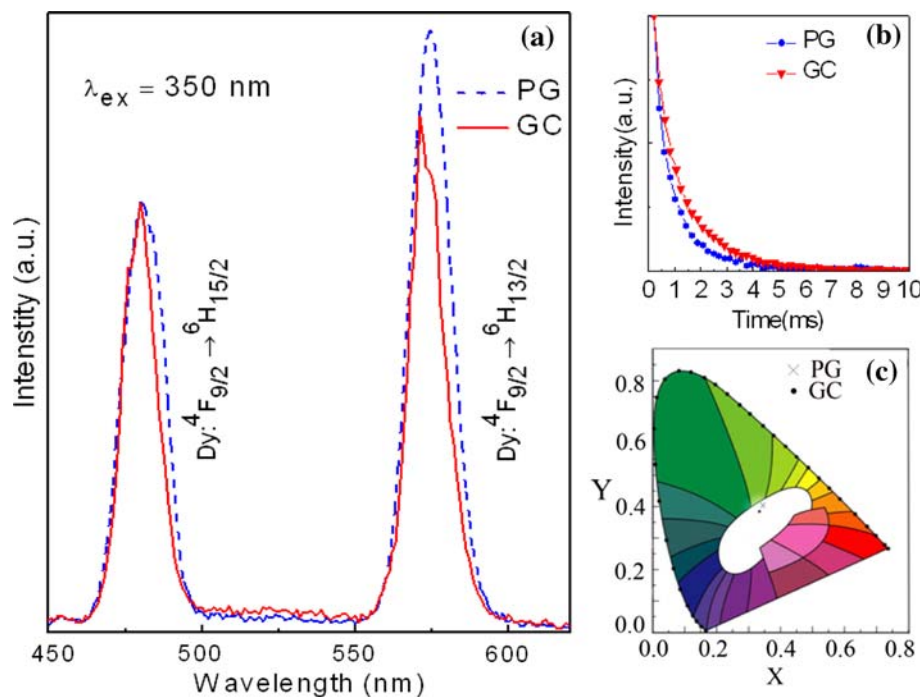 (a)
λex = 350 nm
PG
GC
Dy: ⁴F9/2 → ⁶H15/2
Dy: ⁴F9/2 → ⁶H13/2
Intenstity (a.u.)
450 500 550 600
Wavelength (nm)
(b)
PG
GC
Intensity(a.u.)
0 1 2 3 4 5 6 7 8 9 10
Time(ms)
(c)
PG
GC
0.8
0.6
Y
0.4
0.2
0.0
0.0 0.2 0.4 0.6 0.8
X